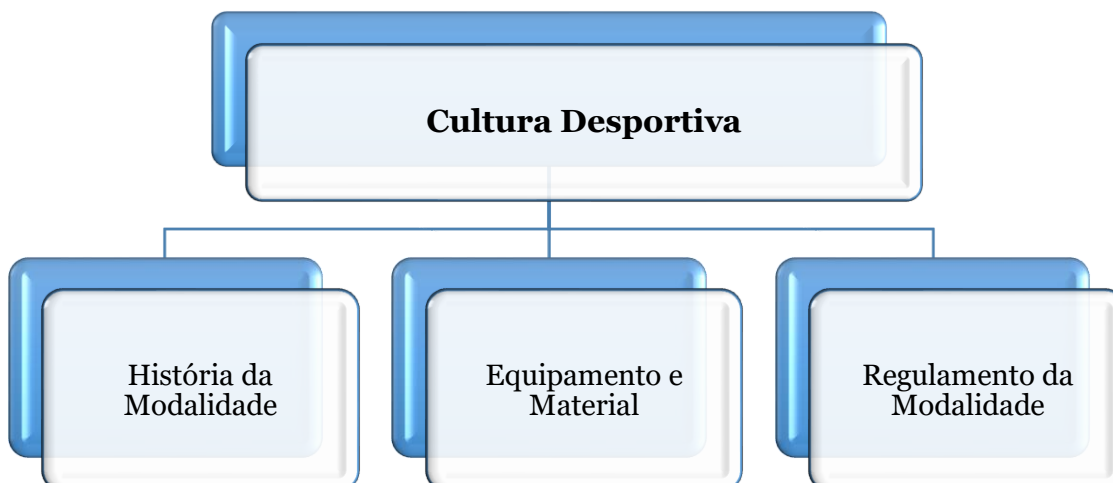 Cultura Desportiva
História da
Modalidade
Equipamento e
Material
Regulamento da
Modalidade